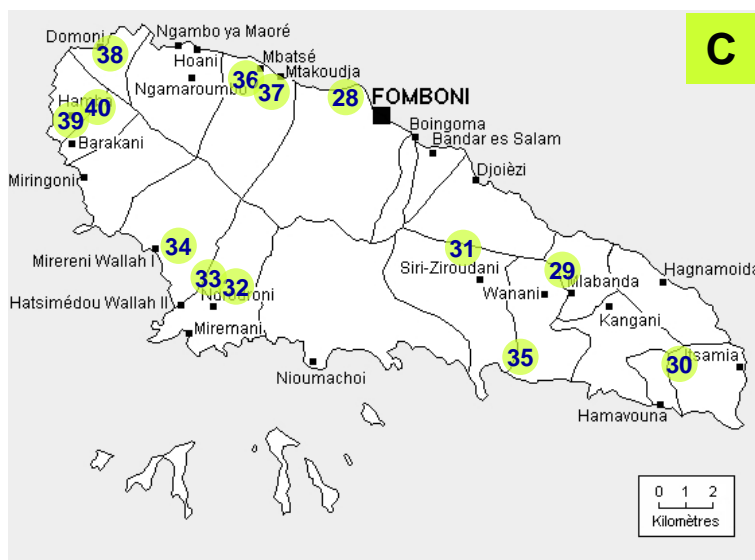 C
Ngambo ya Maoré
Domoni
38
Hoani
Mbatsé
36
Mtakoudja
Ngamaroumbo
37
28
FOMBONI
40
39
Boingoma
Barakani
Bandar es Salam
Djoièzi
Miringoni
34
31
Mirereni Wallah I
33
32
Siri-Ziroudani
29
Mlabanda
Hagnamoida
Wanani
Hatsimédou Wallah II
Kangani
Miremani
35
30
Itsamia
Nioumachoi
Hamavouna
0 1 2
Kilomètres